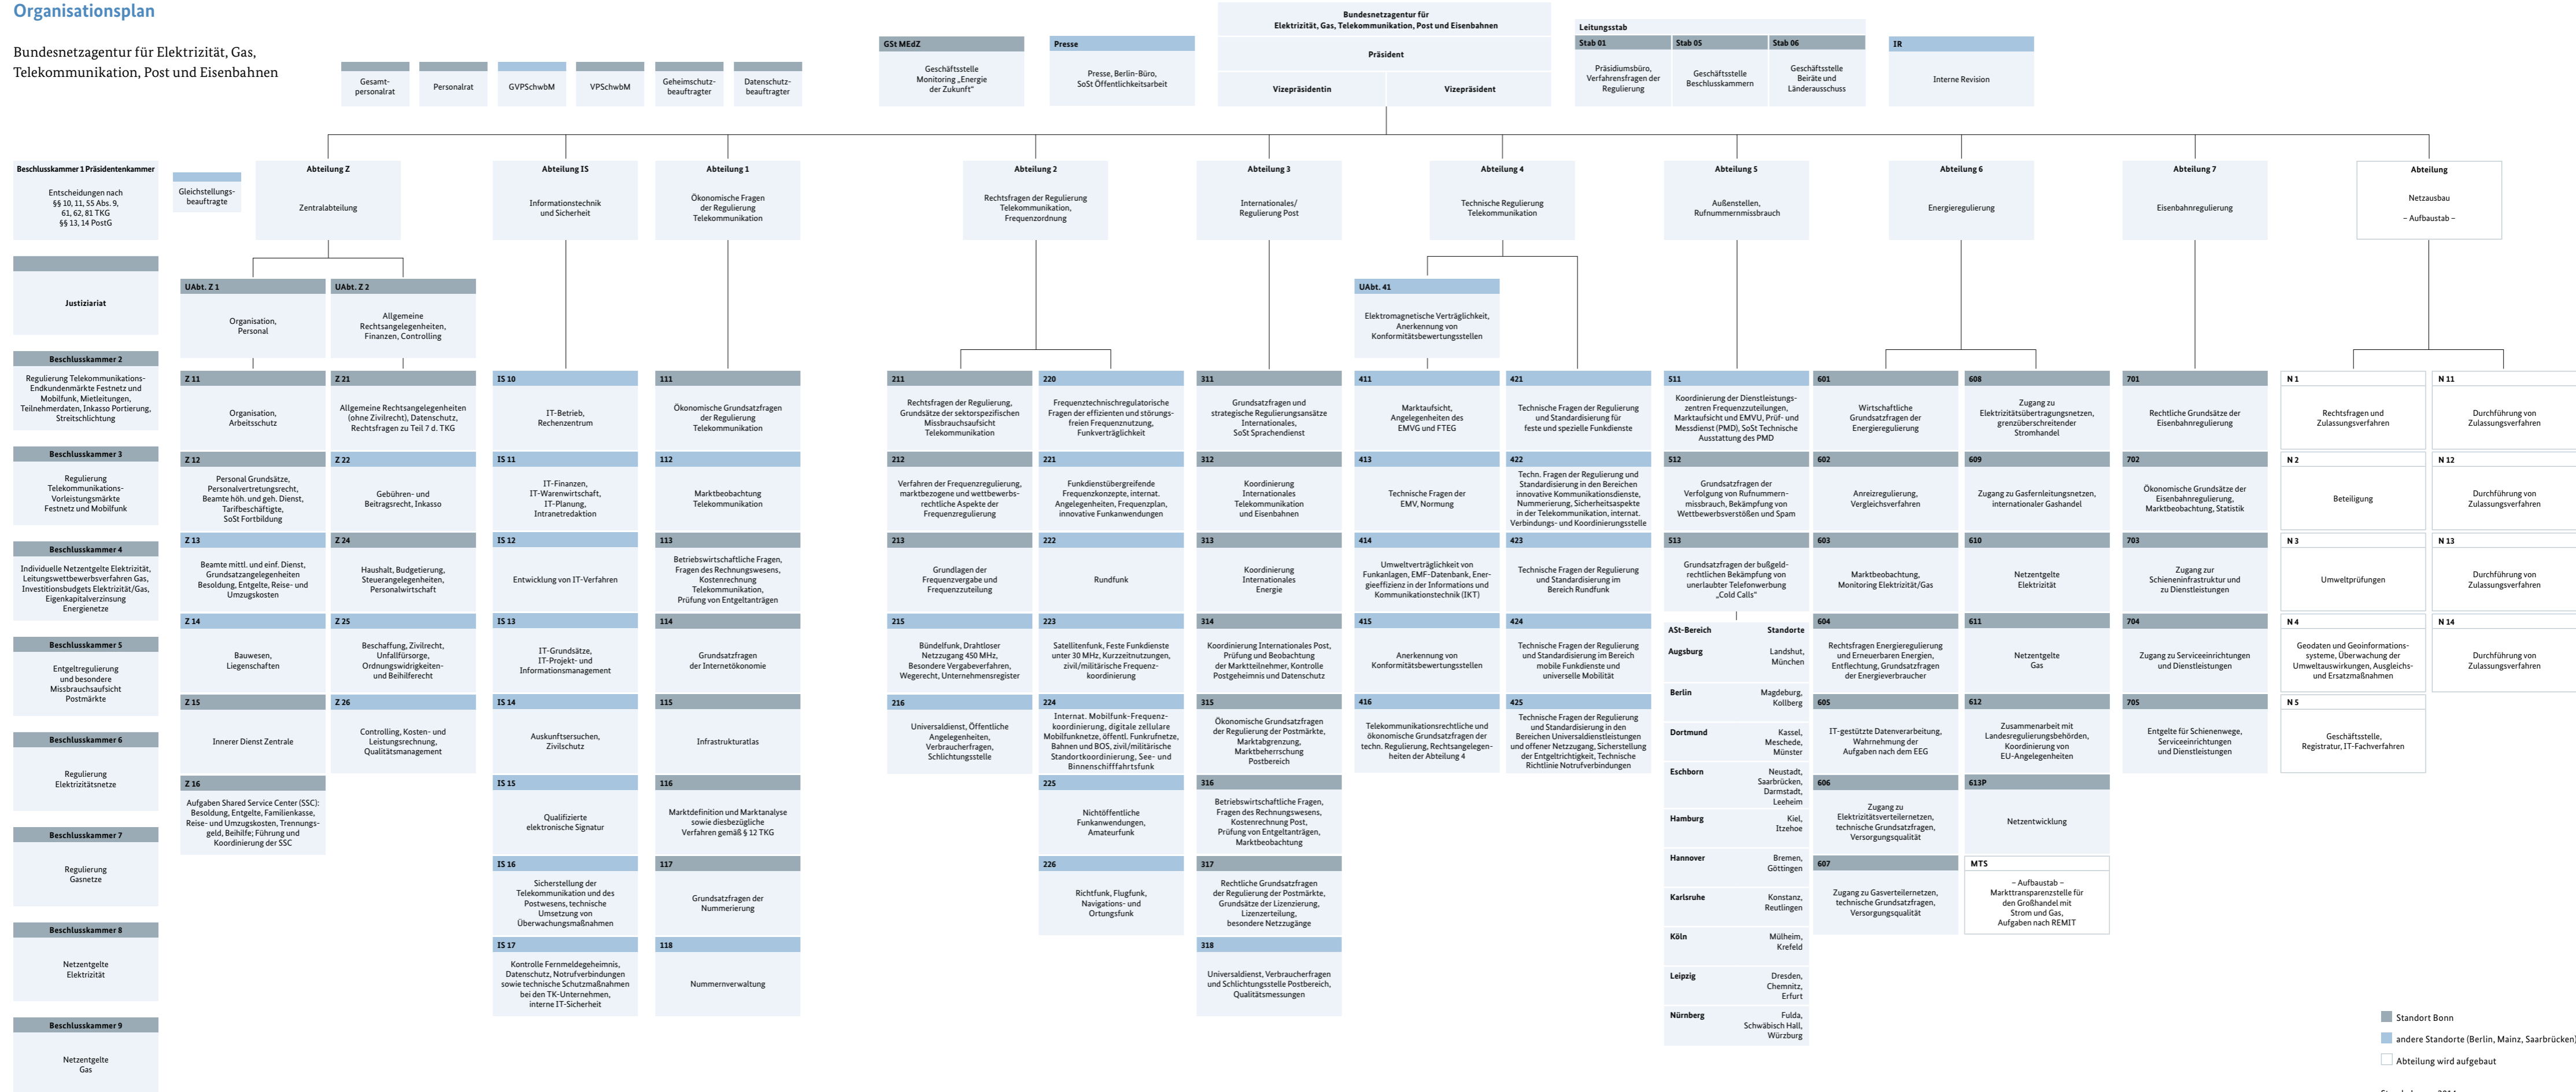 Organisationsplan
Bundesnetzagentur für Elektrizität, Gas,
Telekommunikation, Post und Eisenbahnen
Gesamt-
personalrat
Personalrat
GVPSchwbM
VPSchwbM
Geheimschutz-
beauftragter
Datenschutz-
beauftragter
GSt MEdZ
Geschäftsstelle
Monitoring „Energie
der Zukunft“
Presse
Presse, Berlin-Büro,
SoSt Öffentlichkeitsarbeit
Bundesnetzagentur für
Elektrizität, Gas, Telekommunikation, Post und Eisenbahnen
Präsident
Vizepräsidentin
Vizepräsident
Leitungsstab
Stab 01
Präsidiumsbüro,
Verfahrensfragen der
Regulierung
Stab 05
Geschäftsstelle
Beschlusskammern
Stab 06
Geschäftsstelle
Beiräte und
Länderausschuss
IR
Interne Revision
Beschlusskammer 1 Präsidentenkammer
Entscheidungen nach
§§ 10, 11, 55 Abs. 9,
61, 62, 81 TKG
§§ 13, 14 PostG
Justiziariat
Beschlusskammer 2
Regulierung Telekommunikations-
Endkundenmärkte Festnetz und
Mobilfunk, Mietleitungen,
Teilnehmerdaten, Inkasso Portierung,
Streitschlichtung
Beschlusskammer 3
Regulierung
Telekommunikations-
Vorleistungsmärkte
Festnetz und Mobilfunk
Beschlusskammer 4
Individuelle Netzentgelte Elektrizität,
Leitungswettbewerbsverfahren Gas,
Investitionsbudgets Elektrizität/Gas,
Eigenkapitalverzinsung
Energienetze
Beschlusskammer 5
Entgeltregulierung
und besondere
Missbrauchsaufsicht
Postmärkte
Beschlusskammer 6
Regulierung
Elektrizitätsnetze
Beschlusskammer 7
Regulierung
Gasnetze
Beschlusskammer 8
Netzentgelte
Elektrizität
Beschlusskammer 9
Netzentgelte
Gas
Gleichstellungs-
beauftragte
Abteilung Z
Zentralabteilung
UAbt. Z 1
Organisation,
Personal
Z 11
Organisation,
Arbeitsschutz
Z 12
Personal Grundsätze,
Personalvertretungsrecht,
Beamte höh. und geh. Dienst,
Tarifbeschäftigte,
SoSt Fortbildung
Z 13
Beamte mittl. und einf. Dienst,
Grundsatzangelegenheiten
Besoldung, Entgelte, Reise- und
Umzugskosten
Z 14
Bauwesen,
Liegenschaften
Z 15
Innerer Dienst Zentrale
Z 16
Aufgaben Shared Service Center (SSC):
Besoldung, Entgelte, Familienkasse,
Reise- und Umzugskosten, Trennungs-
geld, Beihilfe; Führung und
Koordinierung der SSC
UAbt. Z 2
Allgemeine
Rechtsangelegenheiten,
Finanzen, Controlling
Z 21
Allgemeine Rechtsangelegenheiten
(ohne Zivilrecht), Datenschutz,
Rechtsfragen zu Teil 7 d. TKG
Z 22
Gebühren- und
Beitragsrecht, Inkasso
Z 24
Haushalt, Budgetierung,
Steuerangelegenheiten,
Personalwirtschaft
Z 25
Beschaffung, Zivilrecht,
Unfallfürsorge,
Ordnungswidrigkeiten-
und Beihilferecht
Z 26
Controlling, Kosten- und
Leistungsrechnung,
Qualitätsmanagement
Abteilung IS
Informationstechnik
und Sicherheit
IS 10
IT-Betrieb,
Rechenzentrum
IS 11
IT-Finanzen,
IT-Warenwirtschaft,
IT-Planung,
Intranetredaktion
IS 12
Entwicklung von IT-Verfahren
IS 13
IT-Grundsätze,
IT-Projekt- und
Informationsmanagement
IS 14
Auskunftsersuchen,
Zivilschutz
IS 15
Qualifizierte
elektronische Signatur
IS 16
Sicherstellung der
Telekommunikation und des
Postwesens, technische
Umsetzung von
Überwachungsmaßnahmen
IS 17
Kontrolle Fernmeldegeheimnis,
Datenschutz, Notrufverbindungen
sowie technische Schutzmaßnahmen
bei den TK-Unternehmen,
interne IT-Sicherheit
Abteilung 1
Ökonomische Fragen
der Regulierung
Telekommunikation
111
Ökonomische Grundsatzfragen
der Regulierung
Telekommunikation
112
Marktbeobachtung
Telekommunikation
113
Betriebswirtschaftliche Fragen,
Fragen des Rechnungswesens,
Kostenrechnung
Telekommunikation,
Prüfung von Entgeltanträgen
114
Grundsatzfragen
der Internetökonomie
115
Infrastrukturatlas
116
Marktdefinition und Marktanalyse
sowie diesbezügliche
Verfahren gemäß § 12 TKG
117
Grundsatzfragen der
Nummerierung
118
Nummernverwaltung
Abteilung 2
Rechtsfragen der Regulierung
Telekommunikation,
Frequenzordnung
211
Rechtsfragen der Regulierung,
Grundsätze der sektorspezifischen
Missbrauchsaufsicht
Telekommunikation
212
Verfahren der Frequenzregulierung,
marktbezogene und wettbewerbs-
rechtliche Aspekte der
Frequenzregulierung
213
Grundlagen der
Frequenzvergabe und
Frequenzzuteilung
215
Bündelfunk, Drahtloser
Netzzugang 450 MHz,
Besondere Vergabeverfahren,
Wegerecht, Unternehmensregister
216
Universaldienst, Öffentliche
Angelegenheiten,
Verbraucherfragen,
Schlichtungsstelle
220
Frequenztechnischregulatorische
Fragen der effizienten und störungs-
freien Frequenznutzung,
Funkverträglichkeit
221
Funkdienstübergreifende
Frequenzkonzepte, internat.
Angelegenheiten, Frequenzplan,
innovative Funkanwendungen
222
Rundfunk
223
Satellitenfunk, Feste Funkdienste
unter 30 MHz, Kurzzeitnutzungen,
zivil/militärische Frequenz-
koordinierung
224
Internat. Mobilfunk-Frequenz-
koordinierung, digitale zellulare
Mobilfunknetze, öffentl. Funkrufnetze,
Bahnen und BOS, zivil/militärische
Standortkoordinierung, See- und
Binnenschifffahrtsfunk
225
Nichtöffentliche
Funkanwendungen,
Amateurfunk
226
Richtfunk, Flugfunk,
Navigations- und
Ortungsfunk
Abteilung 3
Internationales/
Regulierung Post
311
Grundsatzfragen und
strategische Regulierungsansätze
Internationales,
SoSt Sprachendienst
312
Koordinierung
Internationales
Telekommunikation
und Eisenbahnen
313
Koordinierung
Internationales
Energie
314
Koordinierung Internationales Post,
Prüfung und Beobachtung
der Marktteilnehmer, Kontrolle
Postgeheimnis und Datenschutz
315
Ökonomische Grundsatzfragen
der Regulierung der Postmärkte,
Marktabgrenzung,
Marktbeherrschung
Postbereich
316
Betriebswirtschaftliche Fragen,
Fragen des Rechnungswesens,
Kostenrechnung Post,
Prüfung von Entgeltanträgen,
Marktbeobachtung
317
Rechtliche Grundsatzfragen
der Regulierung der Postmärkte,
Grundsätze der Lizenzierung,
Lizenzerteilung,
besondere Netzzugänge
318
Universaldienst, Verbraucherfragen
und Schlichtungsstelle Postbereich,
Qualitätsmessungen
Abteilung 4
Technische Regulierung
Telekommunikation
UAbt. 41
Elektromagnetische Verträglichkeit,
Anerkennung von
Konformitätsbewertungsstellen
411
Marktaufsicht,
Angelegenheiten des
EMVG und FTEG
413
Technische Fragen der
EMV, Normung
414
Umweltverträglichkeit von
Funkanlagen, EMF-Datenbank, Ener-
gieeffizienz in der Informations und
Kommunikationstechnik (IKT)
415
Anerkennung von
Konformitätsbewertungsstellen
416
Telekommunikationsrechtliche und
ökonomische Grundsatzfragen der
techn. Regulierung, Rechtsangelegen-
heiten der Abteilung 4
421
Technische Fragen der Regulierung
und Standardisierung für
feste und spezielle Funkdienste
422
Techn. Fragen der Regulierung und
Standardisierung in den Bereichen
innovative Kommunikationsdienste,
Nummerierung, Sicherheitsaspekte
in der Telekommunikation, internat.
Verbindungs- und Koordinierungsstelle
423
Technische Fragen der Regulierung
und Standardisierung im
Bereich Rundfunk
424
Technische Fragen der Regulierung
und Standardisierung im Bereich
mobile Funkdienste und
universelle Mobilität
425
Technische Fragen der Regulierung
und Standardisierung in den
Bereichen Universaldienstleistungen
und offener Netzzugang, Sicherstellung
der Entgeltrichtigkeit, Technische
Richtlinie Notrufverbindungen
Abteilung 5
Außenstellen,
Rufnummernmissbrauch
511
Koordinierung der Dienstleistungs-
zentren Frequenzzuteilungen,
Marktaufsicht und EMVU, Prüf- und
Messdienst (PMD), SoSt Technische
Ausstattung des PMD
512
Grundsatzfragen der
Verfolgung von Rufnummern-
missbrauch, Bekämpfung von
Wettbewerbsverstößen und Spam
513
Grundsatzfragen der bußgeld-
rechtlichen Bekämpfung von
unerlaubter Telefonwerbung
„Cold Calls“
ASt-Bereich Standorte
Augsburg Landshut,
München
Berlin Magdeburg,
Kollberg
Dortmund Kassel,
Meschede,
Münster
Eschborn Neustadt,
Saarbrücken,
Darmstadt,
Leeheim
Hamburg Kiel,
Itzehoe
Hannover Bremen,
Göttingen
Karlsruhe Konstanz,
Reutlingen
Köln Mülheim,
Krefeld
Leipzig Dresden,
Chemnitz,
Erfurt
Nürnberg Fulda,
Schwäbisch Hall,
Würzburg
Abteilung 6
Energieregulierung
601
Wirtschaftliche
Grundsatzfragen der
Energieregulierung
602
Anreizregulierung,
Vergleichsverfahren
603
Marktbeobachtung,
Monitoring Elektrizität/Gas
604
Rechtsfragen Energieregulierung
und Erneuerbaren Energien,
Entflechtung, Grundsatzfragen
der Energieverbraucher
605
IT-gestützte Datenverarbeitung,
Wahrnehmung der
Aufgaben nach dem EEG
606
Zugang zu
Elektrizitätsverteilernetzen,
technische Grundsatzfragen,
Versorgungsqualität
607
Zugang zu Gasverteilernetzen,
technische Grundsatzfragen,
Versorgungsqualität
608
Zugang zu
Elektrizitätsübertragungsnetzen,
grenzüberschreitender
Stromhandel
609
Zugang zu Gasfernleitungsnetzen,
internationaler Gashandel
610
Netzentgelte
Elektrizität
611
Netzentgelte
Gas
612
Zusammenarbeit mit
Landesregulierungsbehörden,
Koordinierung von
EU-Angelegenheiten
613P
Netzentwicklung
MTS
– Aufbaustab –
Markttransparenzstelle für
den Großhandel mit
Strom und Gas,
Aufgaben nach REMIT
Abteilung 7
Eisenbahnregulierung
701
Rechtliche Grundsätze der
Eisenbahnregulierung
702
Ökonomische Grundsätze der
Eisenbahnregulierung,
Marktbeobachtung, Statistik
703
Zugang zur
Schieneninfrastruktur und
zu Dienstleistungen
704
Zugang zu Serviceeinrichtungen
und Dienstleistungen
705
Entgelte für Schienenwege,
Serviceeinrichtungen
und Dienstleistungen
Abteilung
Netzausbau
– Aufbaustab –
N 1
Rechtsfragen und
Zulassungsverfahren
N 2
Beteiligung
N 3
Umweltprüfungen
N 4
Geodaten und Geoinformations-
systeme, Überwachung der
Umweltauswirkungen, Ausgleichs-
und Ersatzmaßnahmen
N 5
Geschäftsstelle,
Registratur, IT-Fachverfahren
N 11
Durchführung von
Zulassungsverfahren
N 12
Durchführung von
Zulassungsverfahren
N 13
Durchführung von
Zulassungsverfahren
N 14
Durchführung von
Zulassungsverfahren
Standort Bonn
andere Standorte (Berlin, Mainz, Saarbrücken)
Abteilung wird aufgebaut